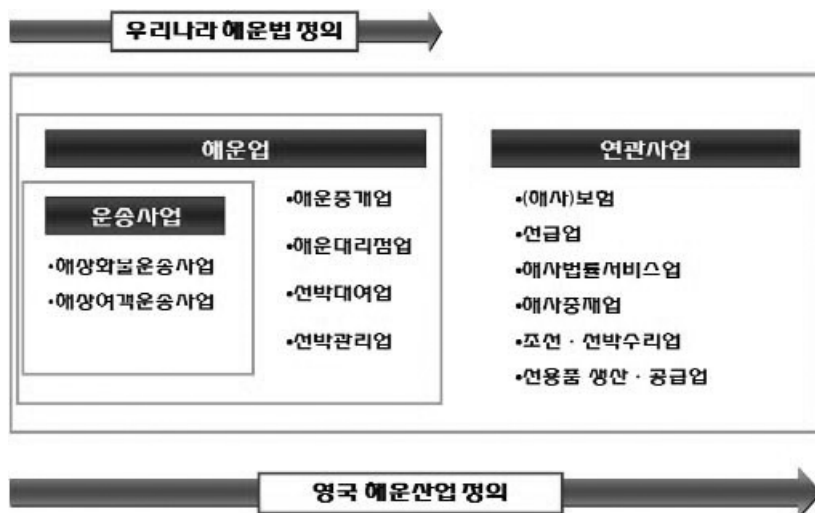 우리나라 해운법 정의
해운업
운송사업
•해상화물운송사업
•해상여객운송사업
•해운중개업
•해운대리점업
•선박대여업
•선박관리업
연관사업
•(해사)보험
•선급업
•해사법률서비스업
•해사중재업
•조선 · 선박수리업
•선용품 생산 · 공급업
영국 해운산업 정의